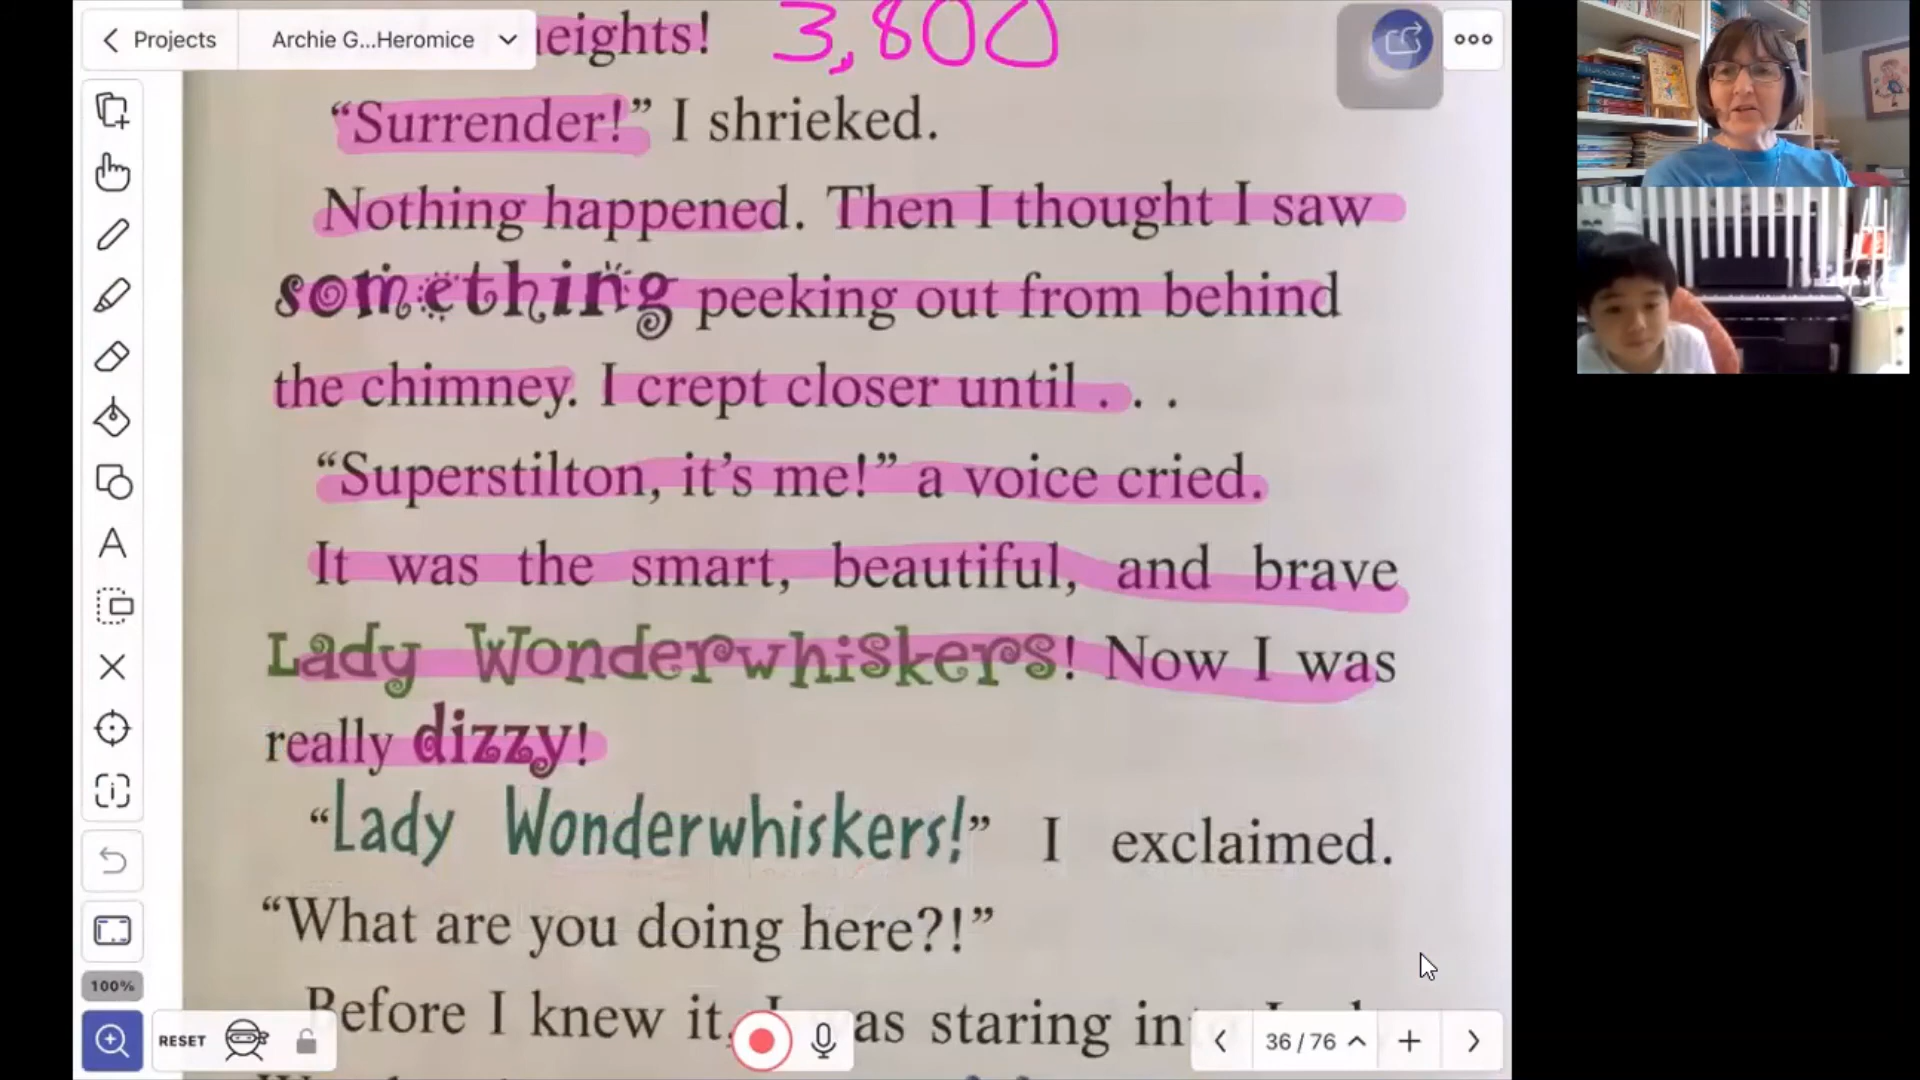 Projects
Archie G...Heromice
eights! 3,800
“Surrender!” I shrieked.
Nothing happened. Then I thought I saw
something peeking out from behind
the chimney. I crept closer until . . .
“Superstilton, it’s me!” a voice cried.
It was the smart, beautiful, and brave
Lady Wonderwhiskers! Now I was
really dizzy!
“Lady Wonderwhiskers!” I exclaimed.
“What are you doing here?!”
Before I knew it, I was staring into
100%
RESET
36/76